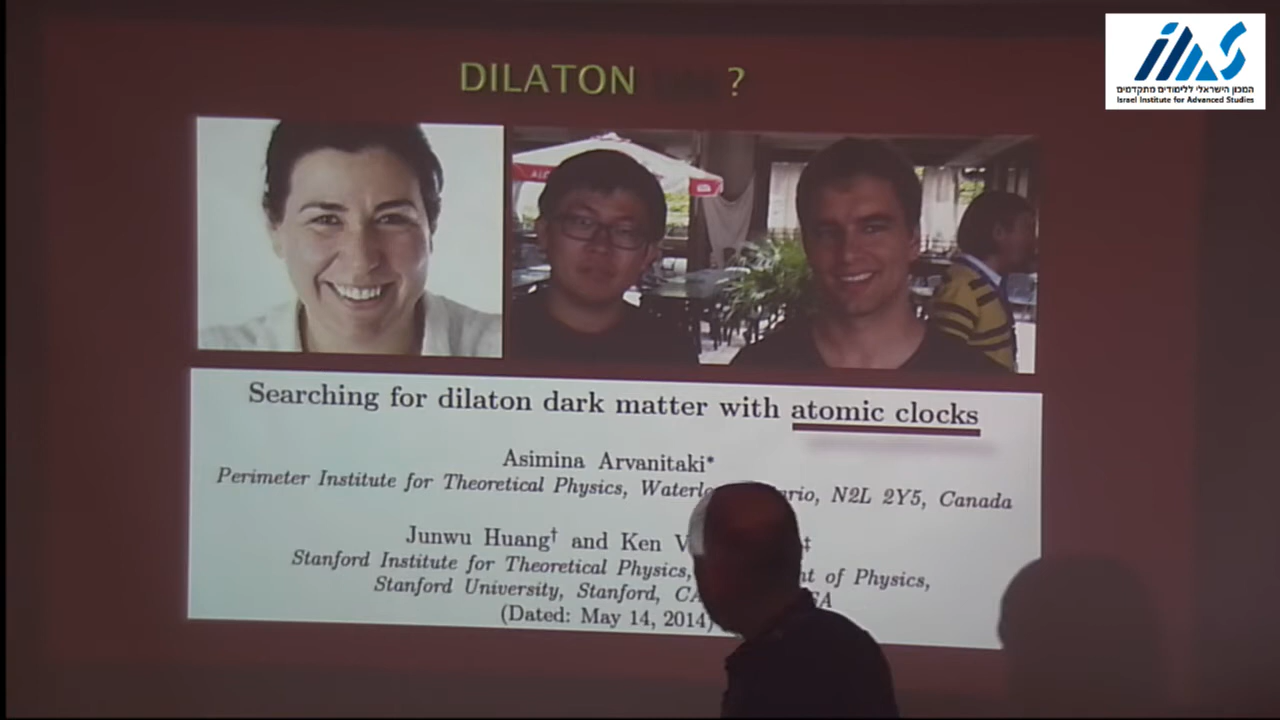 DILATON ?
המכון הישראלי ללימודים מתקדמים
Israel Institute for Advanced Studies
Searching for dilaton dark matter with atomic clocks
Asimina Arvanitaki*
Perimeter Institute for Theoretical Physics, N2L 2Y5, Canada
Junwu Huang† and Ken
Stanford Institute for Theoretical Physics, of Physics,
Stanford University, Stanford,
(Dated: May 14, 2014)